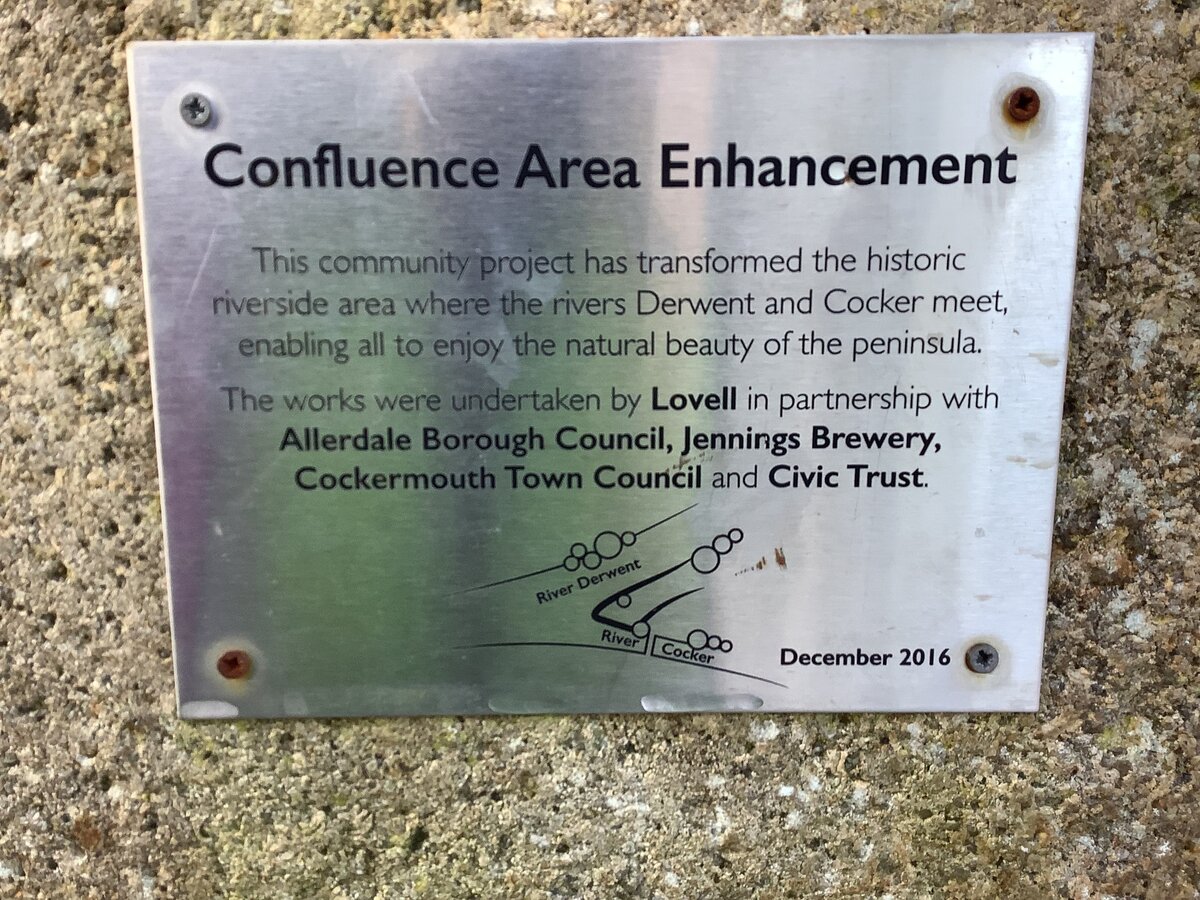 Confluence Area Enhancement
This community project has transformed the historic
riverside area where the rivers Derwent and Cocker meet,
enabling all to enjoy the natural beauty of the peninsula.
The works were undertaken by Lovell in partnership with
Allerdale Borough Council, Jennings Brewery,
Cockermouth Town Council and Civic Trust.
River Derwent
River Cocker
December 2016